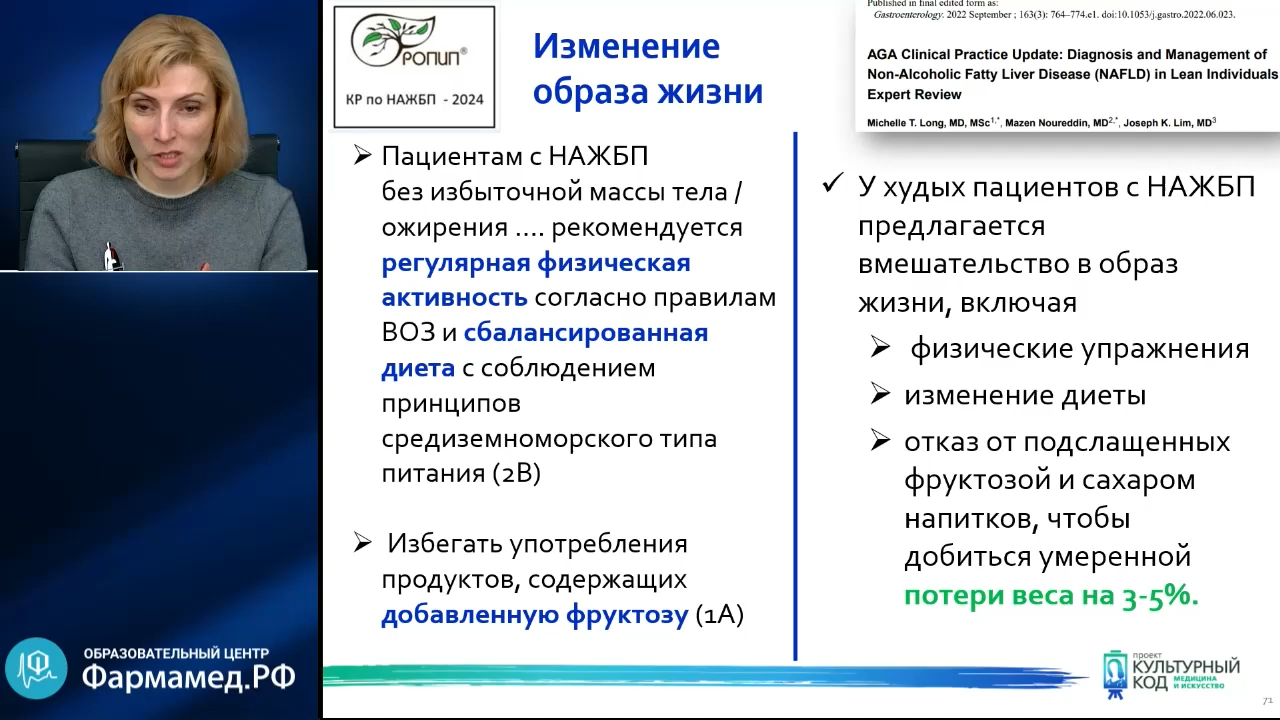 РОПИП®
КР по НАЖБП - 2024
Изменение
образа жизни
Published in final edited form as:
Gastroenterology. 2022 September ; 163(3): 764–774.e1. doi:10.1053/j.gastro.2022.06.023.
AGA Clinical Practice Update: Diagnosis and Management of
Non-Alcoholic Fatty Liver Disease (NAFLD) in Lean Individuals
Expert Review
Michelle T. Long, MD, MSc1,*, Mazen Noureddin, MD2,*, Joseph K. Lim, MD3
➢ Пациентам с НАЖБП
без избыточной массы тела /
ожирения .... рекомендуется
регулярная физическая
активность согласно правилам
ВОЗ и сбалансированная
диета с соблюдением
принципов
средиземноморского типа
питания (2B)
➢ Избегать употребления
продуктов, содержащих
добавленную фруктозу (1A)
✓ У худых пациентов с НАЖБП
предлагается
вмешательство в образ
жизни, включая
➢ физические упражнения
➢ изменение диеты
➢ отказ от подслащенных
фруктозой и сахаром
напитков, чтобы
добиться умеренной
потери веса на 3-5%.
ОБРАЗОВАТЕЛЬНЫЙ ЦЕНТР
Фармамед.РФ
проект
КУЛЬТУРНЫЙ
КОД МЕДИЦИНА
И ИСКУССТВО
71